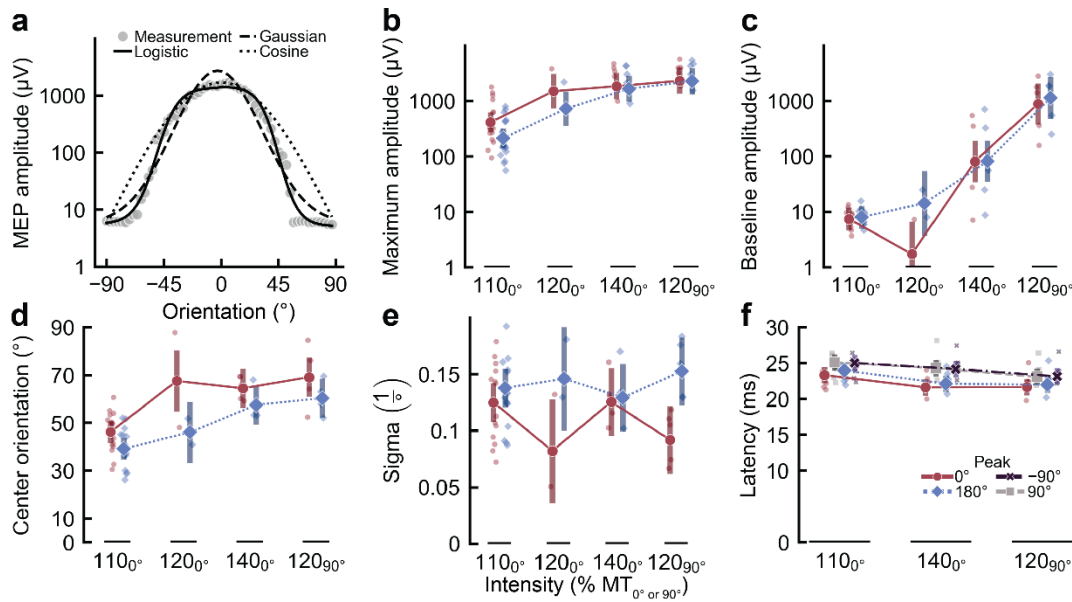 a
Measurement Gaussian
Logistic Cosine
MEP amplitude (µV)
1000
100
10
1
−90 −45 0 45 90
Orientation (°)
b
Maximum amplitude (µV)
1000
100
10
1
1100° 1200° 1400° 12090°
c
Baseline amplitude (µV)
1000
100
10
1
1100° 1200° 1400° 12090°
d
Center orientation (°)
90
70
50
30
10
0
1100° 1200° 1400° 12090°
e
Sigma (1/°)
0.15
0.1
0.05
0
1100° 1200° 1400° 12090°
Intensity (% MT0° or 90°)
f
Latency (ms)
30
25
20
15
10
5
0
Peak
0° −90°
180° 90°
1100° 1400° 12090°